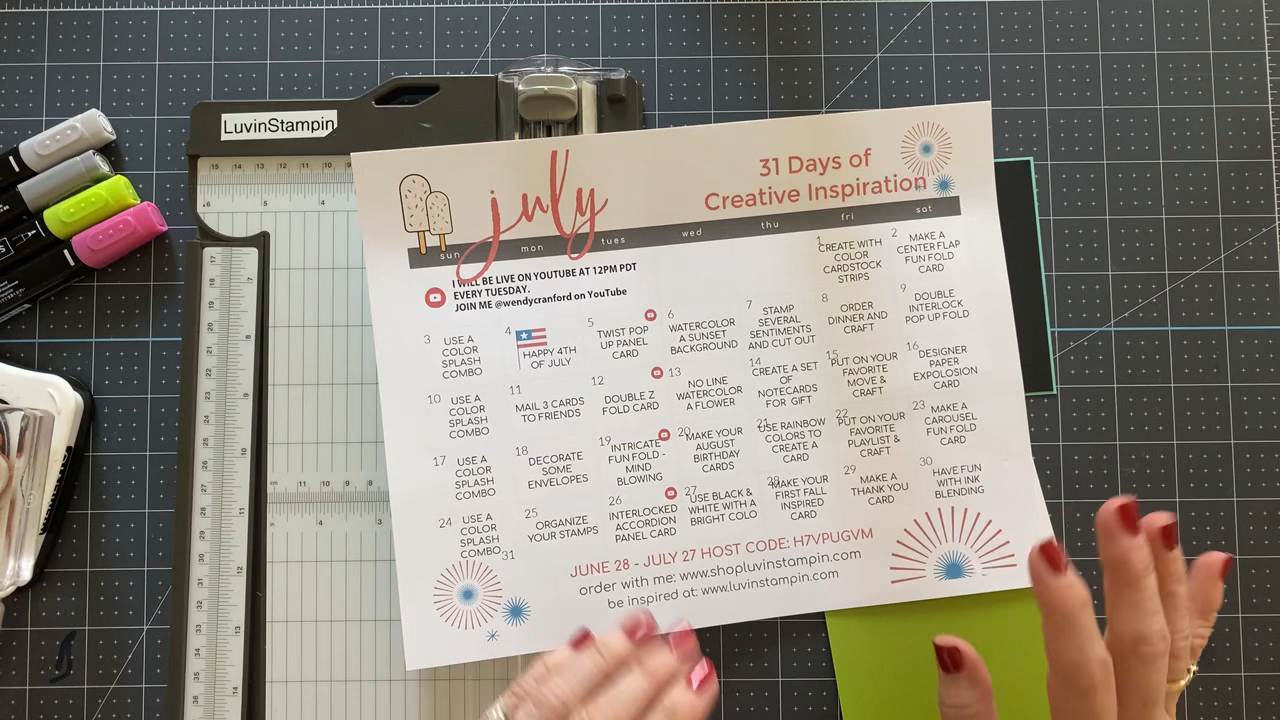 LuvinStampin
july
31 Days of
Creative Inspiration
sun mon tues wed thu fri sat
I WILL BE LIVE ON YOUTUBE AT 12PM PDT
EVERY TUESDAY.
JOIN ME @wendycranford on YouTube
1
CREATE WITH
COLOR
CARDSTOCK
STRIPS
2
MAKE A
CENTER FLAP
FUN FOLD
CARD
3
USE A
COLOR
SPLASH
COMBO
4
HAPPY 4TH
OF JULY
5
TWIST POP
UP PANEL
CARD
6
WATERCOLOR
A SUNSET
BACKGROUND
7
STAMP
SEVERAL
SENTIMENTS
AND CUT OUT
8
ORDER
DINNER AND
CRAFT
9
DOUBLE
INTERLOCK
POP UP FOLD
10
USE A
COLOR
SPLASH
COMBO
11
MAIL 3 CARDS
TO FRIENDS
12
DOUBLE Z
FOLD CARD
13
NO LINE
WATERCOLOR
A FLOWER
14
CREATE A SET
OF
NOTECARDS
FOR GIFT
15
PUT ON YOUR
FAVORITE
MOVE &
CRAFT
16
DESIGNER
PAPER
EXPOLOSION
CARD
17
USE A
COLOR
SPLASH
COMBO
18
DECORATE
SOME
ENVELOPES
19
INTRICATE
FUN FOLD-
MIND
BLOWING
20
MAKE YOUR
AUGUST
BIRTHDAY
CARDS
21
USE RAINBOW
COLORS TO
CREATE A
CARD
22
PUT ON YOUR
FAVORITE
PLAYLIST &
CRAFT
23
MAKE A
CAROUSEL
FUN FOLD
CARD
24
USE A
COLOR
SPLASH
COMBO
25
ORGANIZE
YOUR STAMPS
26
INTERLOCKED
ACCORDION
PANEL CARD
27
USE BLACK &
WHITE WITH A
BRIGHT COLO
28
MAKE YOUR
FIRST FALL
INSPIRED
CARD
29
MAKE A
THANK YOU
CARD
30
HAVE FUN
WITH INK
BLENDING
31
JUNE 28 - JULY 27 HOST CODE: H7VPUGVM
order with me: www.shopluvinstampin.com
be inspired at: www.luvinstampin.com